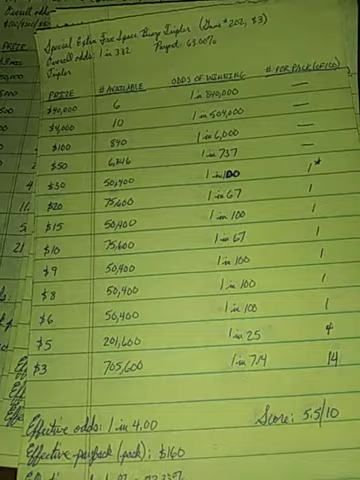 Special Extra Free Space Bingo Tripler (Game #202, $3)
Overall odds: 1 in 3.32 Payout: 63.00%
Tripler
PRIZE # AVAILABLE ODDS OF WINNING # PER PACK (OF 100)
$40,000 6 1 in 840,000 —
$4,000 10 1 in 504,000 —
$100 840 1 in 6,000 —
$50 6,846 1 in 737 —
$30 50,400 1 in 100 1*
$20 75,600 1 in 67 1
$15 50,400 1 in 100 1
$10 75,600 1 in 67 1
$9 50,400 1 in 100 1
$8 50,400 1 in 100 1
$6 50,400 1 in 100 1
$5 201,600 1 in 25 4
$3 705,600 1 in 7.14 14
Effective odds: 1 in 4.00 Score: 5.5/10
Effective payback (pack): $160